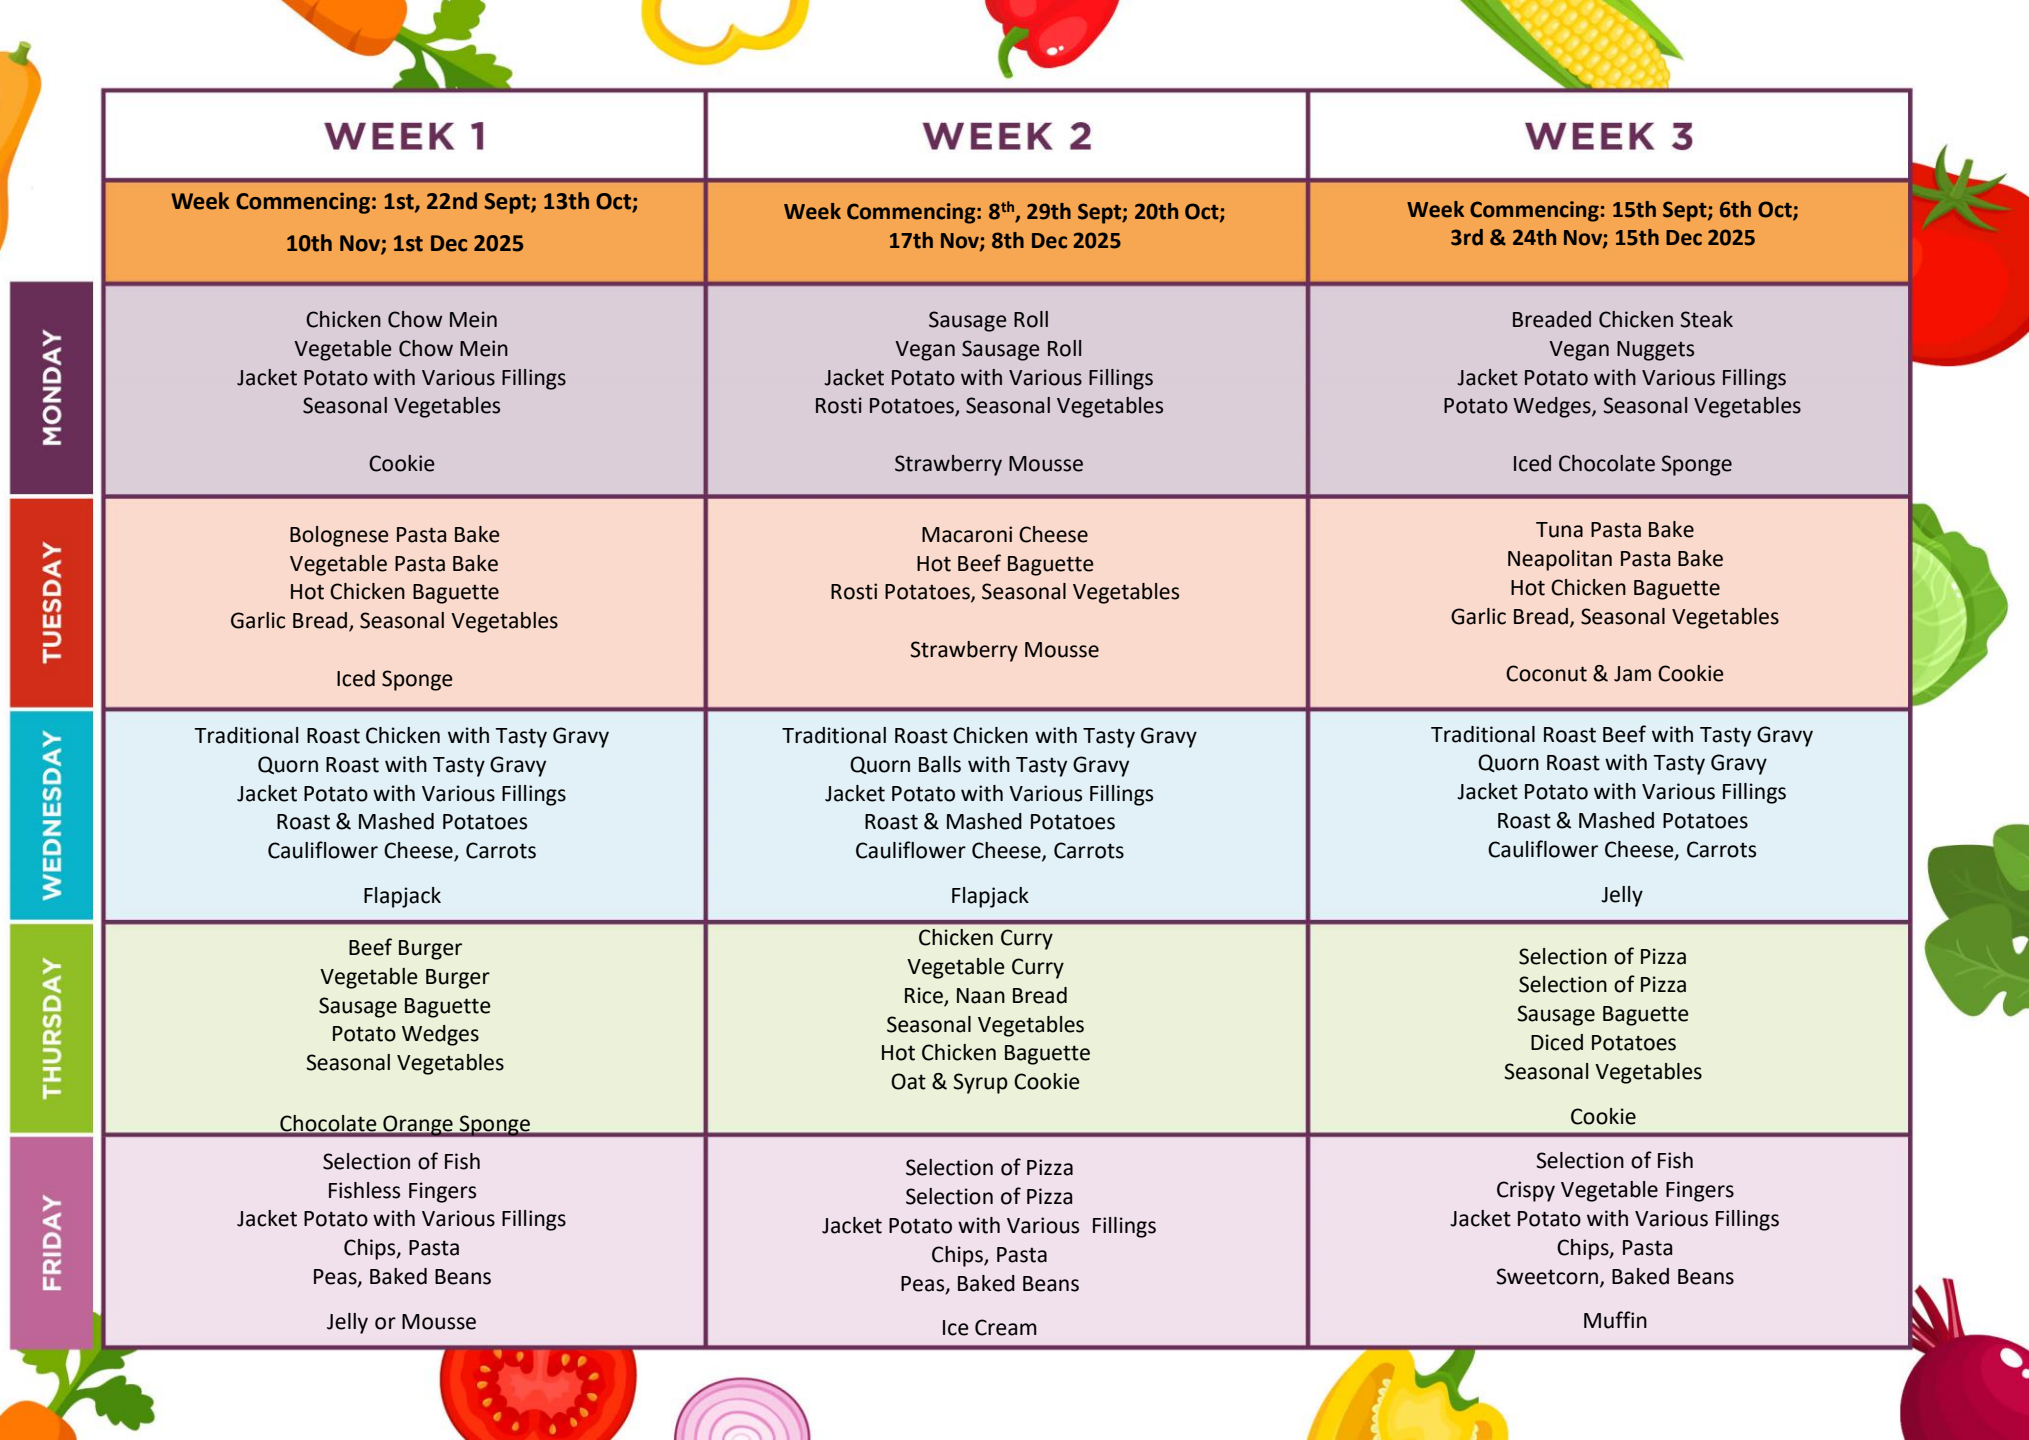 WEEK 1
WEEK 2
WEEK 3
Week Commencing: 1st, 22nd Sept; 13th Oct;
10th Nov; 1st Dec 2025
Week Commencing: 8th, 29th Sept; 20th Oct;
17th Nov; 8th Dec 2025
Week Commencing: 15th Sept; 6th Oct;
3rd & 24th Nov; 15th Dec 2025
MONDAY
Chicken Chow Mein
Vegetable Chow Mein
Jacket Potato with Various Fillings
Seasonal Vegetables
Cookie
Sausage Roll
Vegan Sausage Roll
Jacket Potato with Various Fillings
Rosti Potatoes, Seasonal Vegetables
Strawberry Mousse
Breaded Chicken Steak
Vegan Nuggets
Jacket Potato with Various Fillings
Potato Wedges, Seasonal Vegetables
Iced Chocolate Sponge
TUESDAY
Bolognese Pasta Bake
Vegetable Pasta Bake
Hot Chicken Baguette
Garlic Bread, Seasonal Vegetables
Iced Sponge
Macaroni Cheese
Hot Beef Baguette
Rosti Potatoes, Seasonal Vegetables
Strawberry Mousse
Tuna Pasta Bake
Neapolitan Pasta Bake
Hot Chicken Baguette
Garlic Bread, Seasonal Vegetables
Coconut & Jam Cookie
WEDNESDAY
Traditional Roast Chicken with Tasty Gravy
Quorn Roast with Tasty Gravy
Jacket Potato with Various Fillings
Roast & Mashed Potatoes
Cauliflower Cheese, Carrots
Flapjack
Traditional Roast Chicken with Tasty Gravy
Quorn Balls with Tasty Gravy
Jacket Potato with Various Fillings
Roast & Mashed Potatoes
Cauliflower Cheese, Carrots
Flapjack
Traditional Roast Beef with Tasty Gravy
Quorn Roast with Tasty Gravy
Jacket Potato with Various Fillings
Roast & Mashed Potatoes
Cauliflower Cheese, Carrots
Jelly
THURSDAY
Beef Burger
Vegetable Burger
Sausage Baguette
Potato Wedges
Seasonal Vegetables
Chocolate Orange Sponge
Chicken Curry
Vegetable Curry
Rice, Naan Bread
Seasonal Vegetables
Hot Chicken Baguette
Oat & Syrup Cookie
Selection of Pizza
Selection of Pizza
Sausage Baguette
Diced Potatoes
Seasonal Vegetables
Cookie
FRIDAY
Selection of Fish
Fishless Fingers
Jacket Potato with Various Fillings
Chips, Pasta
Peas, Baked Beans
Jelly or Mousse
Selection of Pizza
Selection of Pizza
Jacket Potato with Various Fillings
Chips, Pasta
Peas, Baked Beans
Ice Cream
Selection of Fish
Crispy Vegetable Fingers
Jacket Potato with Various Fillings
Chips, Pasta
Sweetcorn, Baked Beans
Muffin